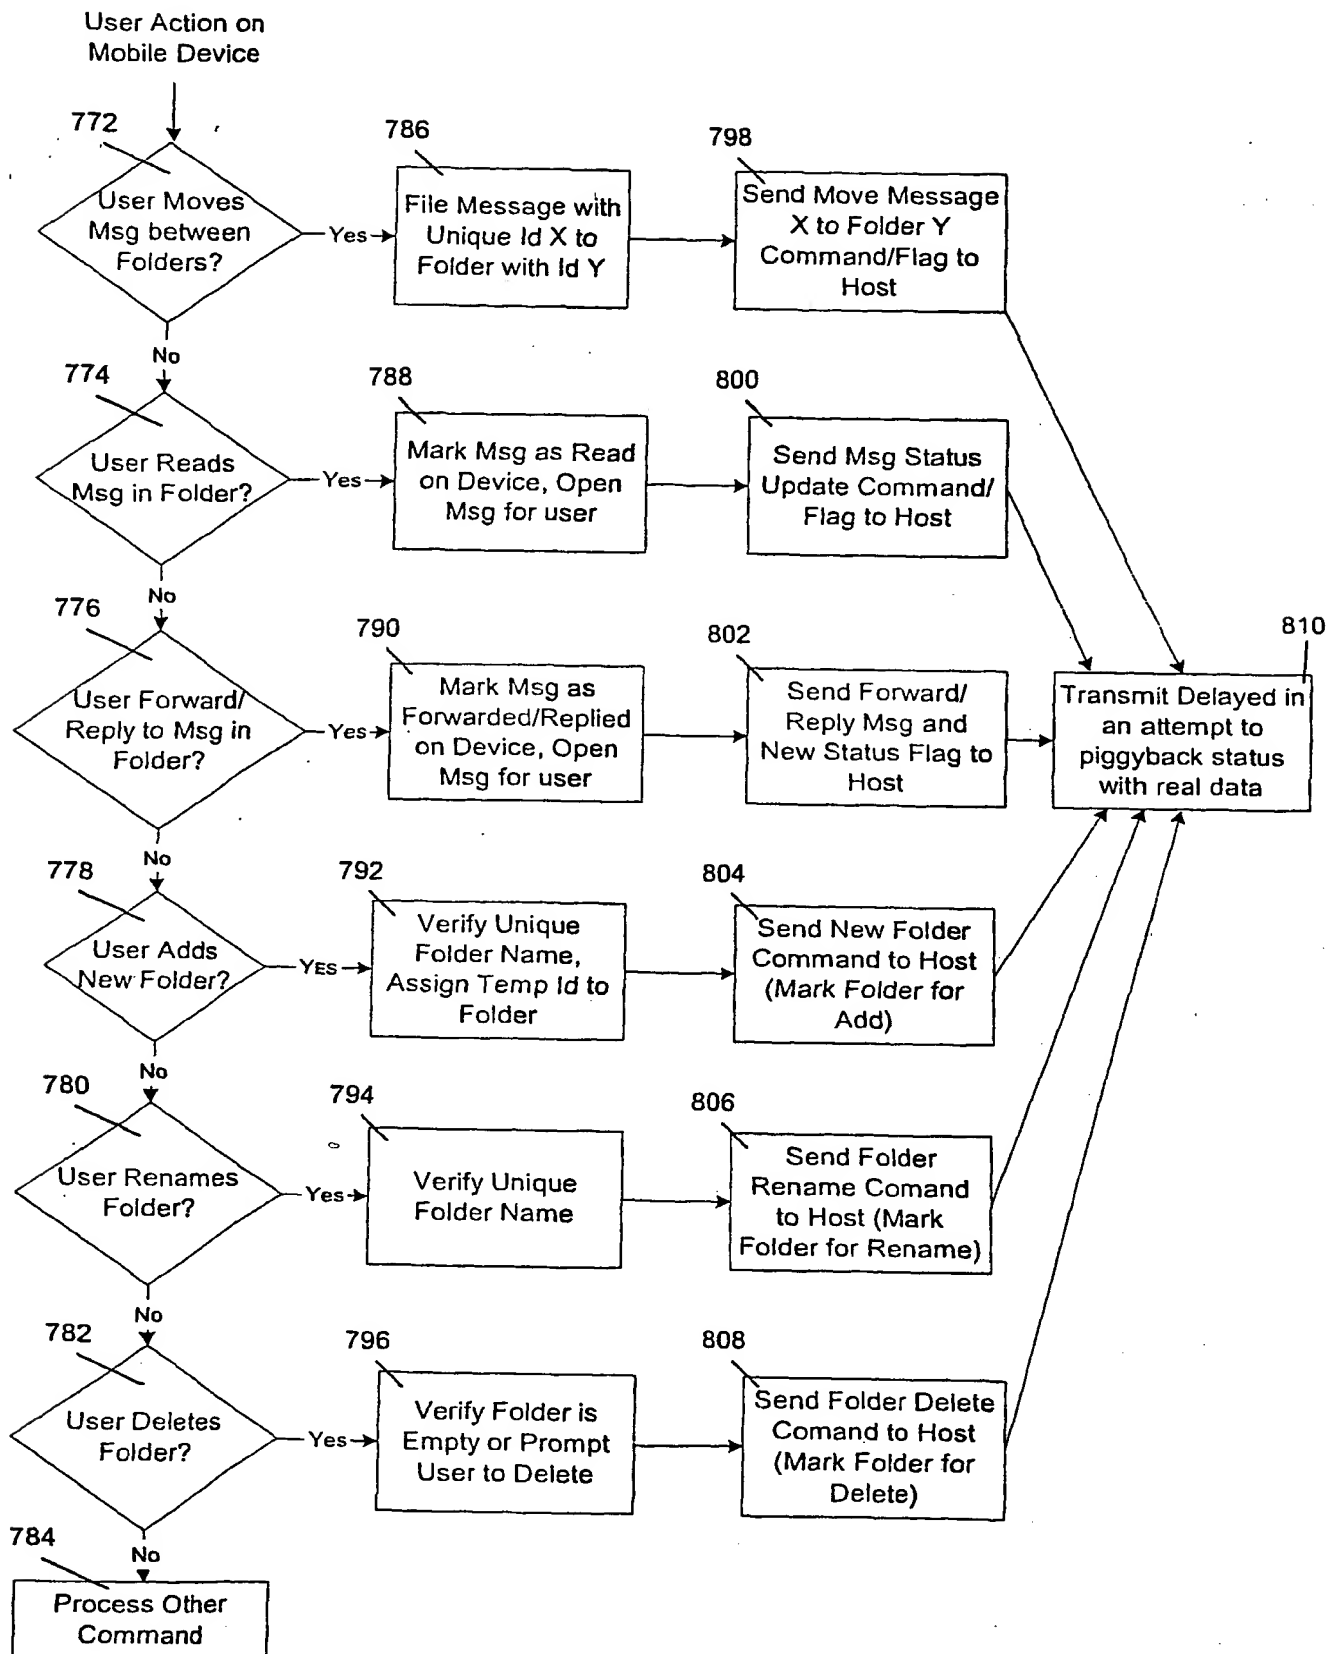 User Action on
Mobile Device
772
User Moves
Msg between
Folders?
Yes
786
File Message with
Unique Id X to
Folder with Id Y
798
Send Move Message
X to Folder Y
Command/Flag to
Host
No
774
User Reads
Msg in Folder?
Yes
788
Mark Msg as Read
on Device, Open
Msg for user
800
Send Msg Status
Update Command/
Flag to Host
No
776
User Forward/
Reply to Msg in
Folder?
Yes
790
Mark Msg as
Forwarded/Replied
on Device, Open
Msg for user
802
Send Forward/
Reply Msg and
New Status Flag to
Host
810
Transmit Delayed in
an attempt to
piggyback status
with real data
No
778
User Adds
New Folder?
YES
792
Verify Unique
Folder Name,
Assign Temp Id to
Folder
804
Send New Folder
Command to Host
(Mark Folder for
Add)
No
780
User Renames
Folder?
Yes
794
Verify Unique
Folder Name
806
Send Folder
Rename Comand
to Host (Mark
Folder for Rename)
No
782
User Deletes
Folder?
Yes
796
Verify Folder is
Empty or Prompt
User to Delete
808
Send Folder Delete
Comand to Host
(Mark Folder for
Delete)
No
784
Process Other
Command